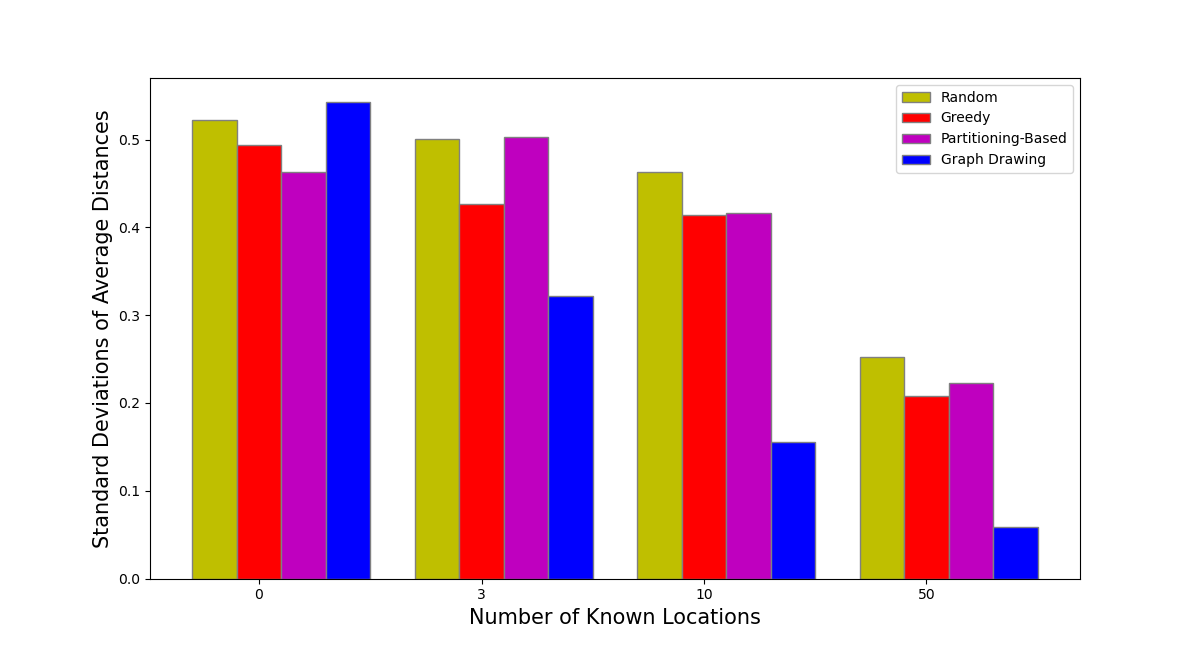 Random
Greedy
Partitioning-Based
Graph Drawing
Standard Deviations of Average Distances
0.5
0.4
0.3
0.2
0.1
0.0
0 3 10 50
Number of Known Locations